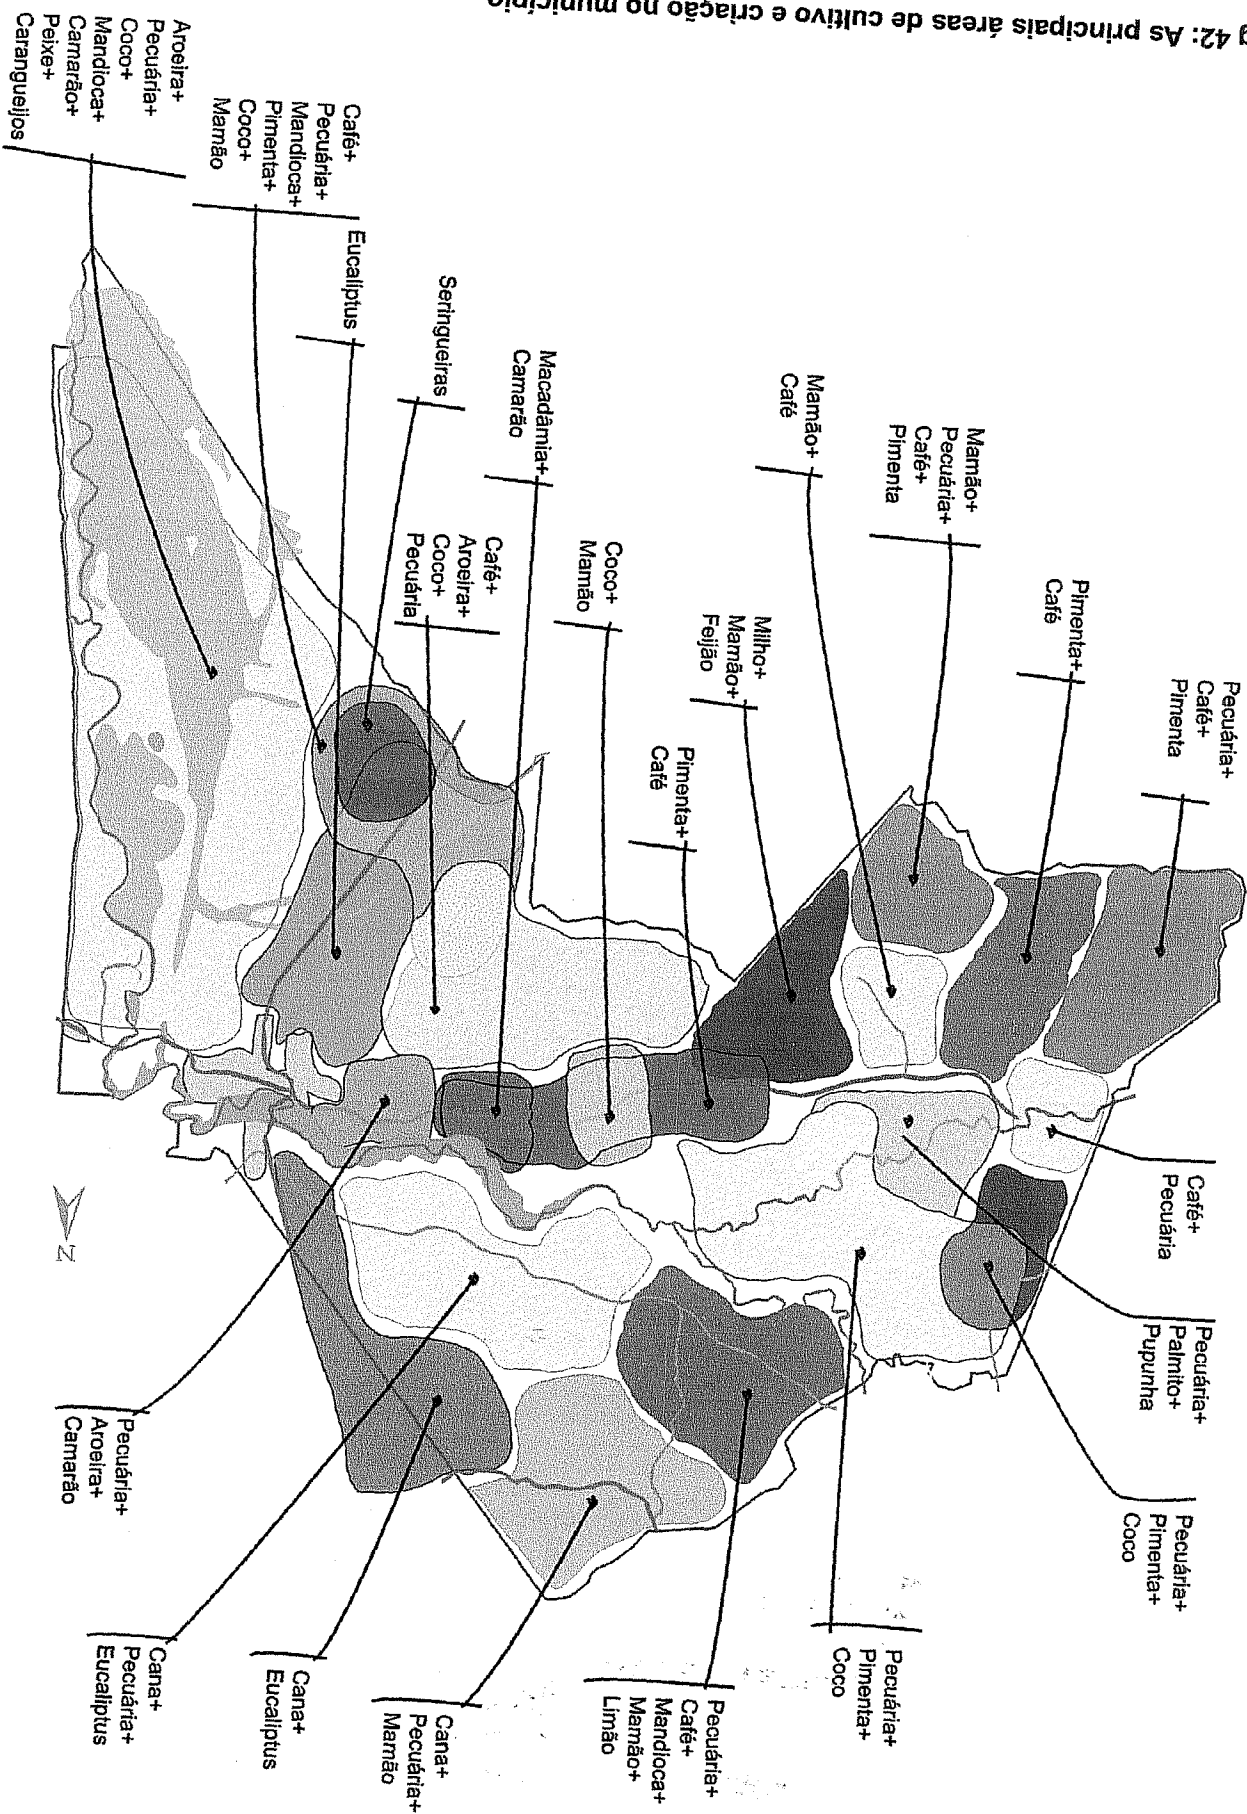 g 42: As principais áreas de cultivo e criação no município
Aroeira+
Pecuária+
Coco+
Mandioca+
Camarão+
Peixe+
Carangueijos
Café+
Pecuária+
Mandioca+
Pimenta+
Coco+
Mamão
Eucaliptus
Seringueiras
Macadâmia+
Camarão
Café+
Aroeira+
Coco+
Pecuária
Coco+
Mamão
Pimenta+
Café
Milho+
Mamão+
Feijão
Mamão+
Café
Mamão+
Pecuária+
Café+
Pimenta
Pimenta+
Café
Pecuária+
Café+
Pimenta
Café+
Pecuária
Pecuária+
Palmito+
Pupunha
Pecuária+
Pimenta+
Coco
Pecuária+
Pimenta+
Coco
Pecuária+
Café+
Mandioca+
Mamão+
Limão
Cana+
Pecuária+
Mamão
Cana+
Eucaliptus
Cana+
Pecuária+
Eucaliptus
Pecuária+
Aroeira+
Camarão
N